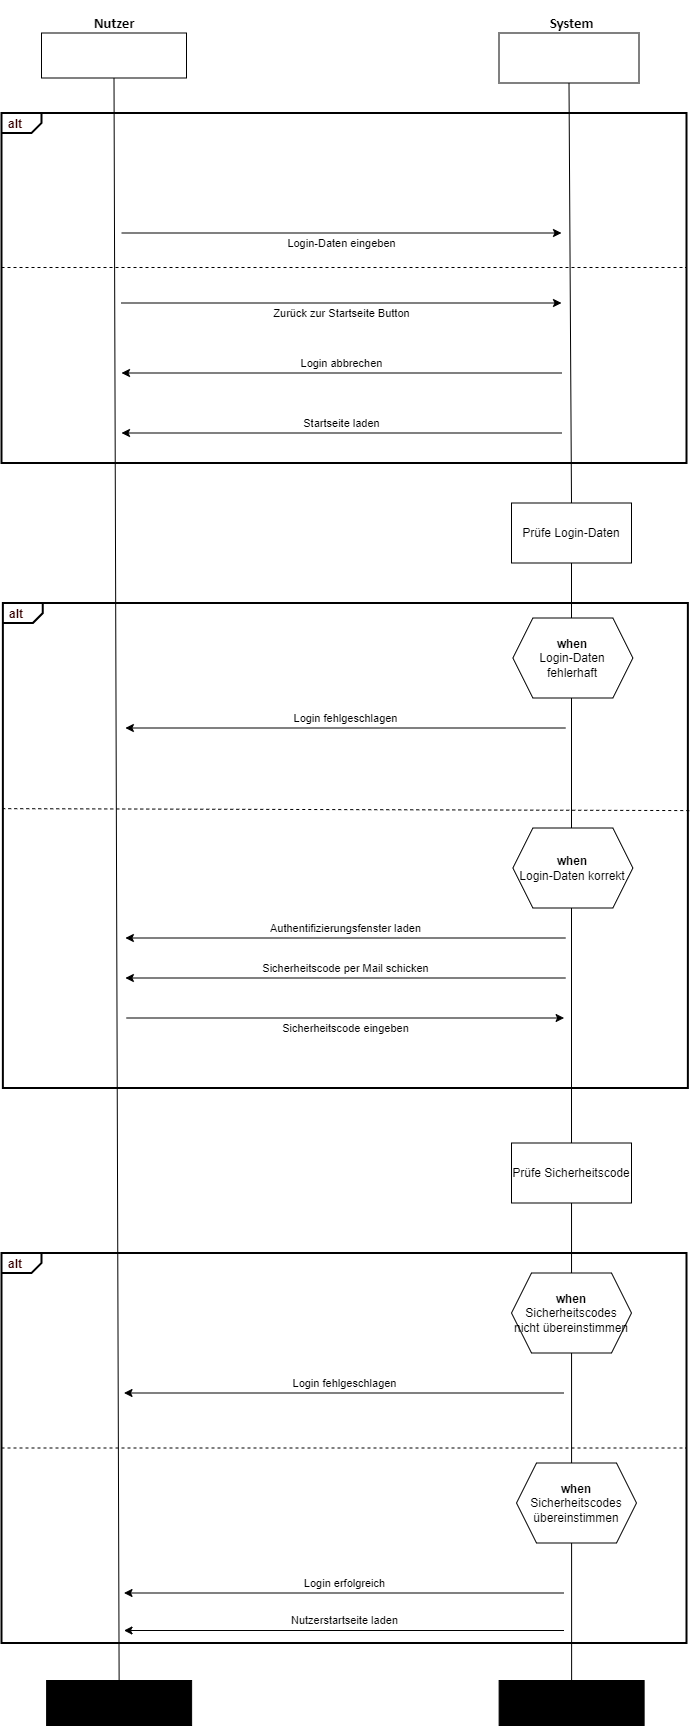 Nutzer
System
alt
Login-Daten eingeben
Zurück zur Startseite Button
Login abbrechen
Startseite laden
Prüfe Login-Daten
alt
when
Login-Daten
fehlerhaft
Login fehlgeschlagen
when
Login-Daten korrekt
Authentifizierungsfenster laden
Sicherheitscode per Mail schicken
Sicherheitscode eingeben
Prüfe Sicherheitscode
alt
when
Sicherheitscodes
nicht übereinstimmen
Login fehlgeschlagen
when
Sicherheitscodes
übereinstimmen
Login erfolgreich
Nutzerstartseite laden